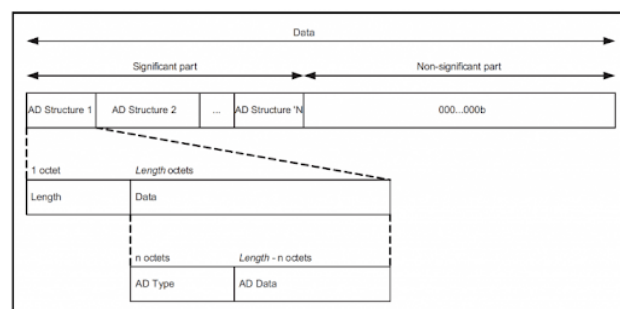 Data
Significant part Non-significant part
AD Structure 1 AD Structure 2 ... AD Structure 'N 000...000b
1 octet Length octets
Length Data
n octets Length - n octets
AD Type AD Data